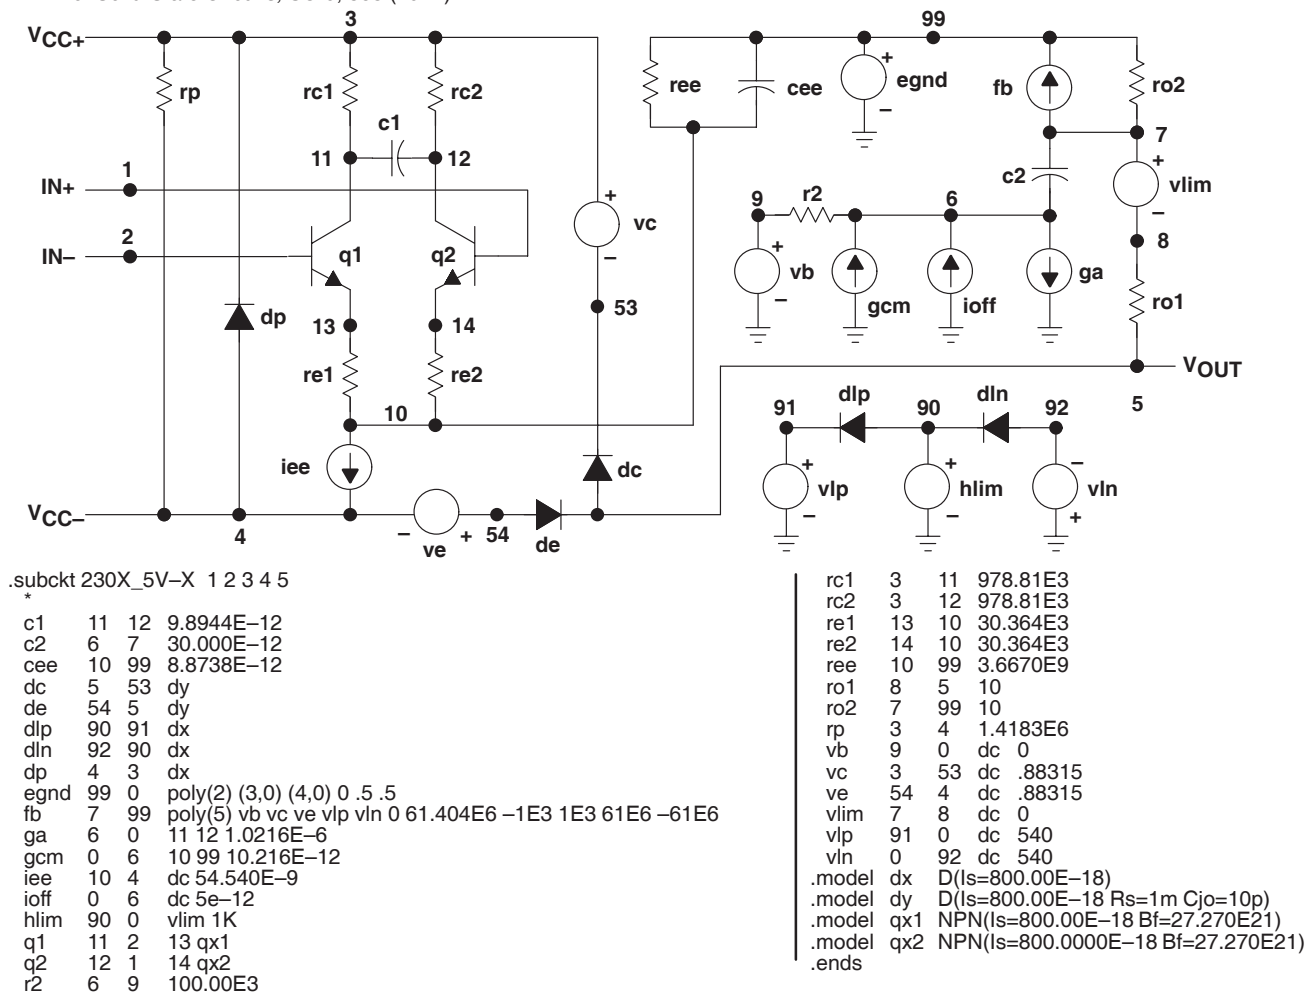 3
99
VCC+
rp
rc1
rc2
c1
11
12
ree
cee
egnd
+
–
fb
ro2
7
c2
+
vlim
–
8
ro1
1
IN+
2
IN–
q1
q2
+
vc
–
53
9
r2
6
+
vb
–
gcm
ioff
ga
dp
13
14
re1
re2
10
iee
dc
VOUT
5
dlp
dln
91
90
92
+
vlp
–
+
hlim
–
–
vln
+
VCC–
4
–
ve
+
54
de
.subckt 230X_5V–X 1 2 3 4 5
*
c1 11 12 9.8944E–12
c2 6 7 30.000E–12
cee 10 99 8.8738E–12
dc 5 53 dy
de 54 5 dy
dlp 90 91 dx
dln 92 90 dx
dp 4 3 dx
egnd 99 0 poly(2) (3,0) (4,0) 0 .5 .5
fb 7 99 poly(5) vb vc ve vlp vln 0 61.404E6 –1E3 1E3 61E6 –61E6
ga 6 0 11 12 1.0216E–6
gcm 0 6 10 99 10.216E–12
iee 10 4 dc 54.540E–9
ioff 0 6 dc 5e–12
hlim 90 0 vlim 1K
q1 11 2 13 qx1
q2 12 1 14 qx2
r2 6 9 100.00E3
rc1 3 11 978.81E3
rc2 3 12 978.81E3
re1 13 10 30.364E3
re2 14 10 30.364E3
ree 10 99 3.6670E9
ro1 8 5 10
ro2 7 99 10
rp 3 4 1.4183E6
vb 9 0 dc 0
vc 3 53 dc .88315
ve 54 4 dc .88315
vlim 7 8 dc 0
vlp 91 0 dc 540
vln 0 92 dc 540
.model dx D(Is=800.00E–18)
.model dy D(Is=800.00E–18 Rs=1m Cjo=10p)
.model qx1 NPN(Is=800.00E–18 Bf=27.270E21)
.model qx2 NPN(Is=800.0000E–18 Bf=27.270E21)
.ends